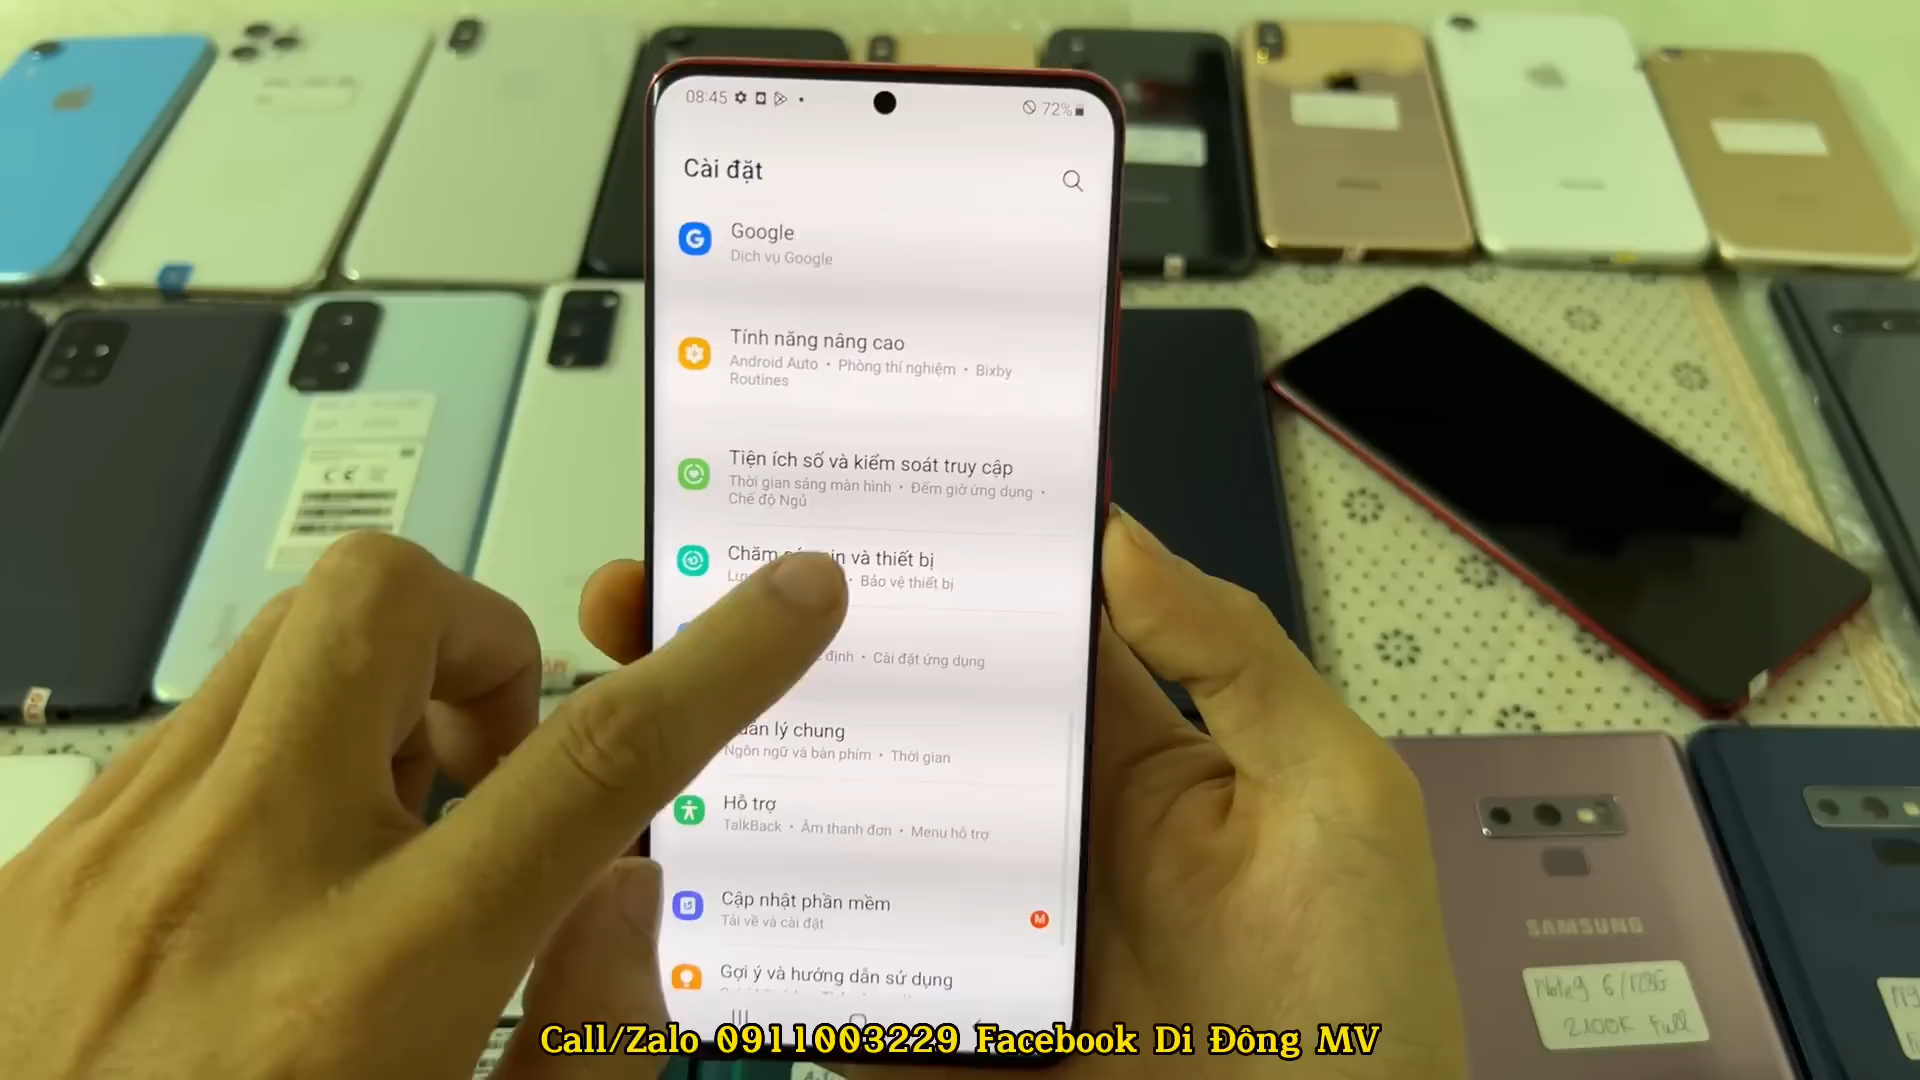 08:45
72%
Cài đặt
Google
Dịch vụ Google
Tính năng nâng cao
Android Auto • Phòng thí nghiệm • Bixby
Routines
Tiện ích số và kiểm soát truy cập
Thời gian sáng màn hình • Đếm giờ ứng dụng •
Chế độ Ngủ
Chăm và thiết bị
• Bảo vệ thiết bị
định • Cài đặt ứng dụng
lý chung
Ngôn ngữ và bàn phím • Thời gian
Hỗ trợ
TalkBack • Âm thanh đơn • Menu hỗ trợ
Cập nhật phần mềm
Tải về và cài đặt
M
Gợi ý và hướng dẫn sử dụng
SAMSUNG
Note9 6/128G
2100K Full
Call/Zalo 0911003229 Facebook Di Đông MV